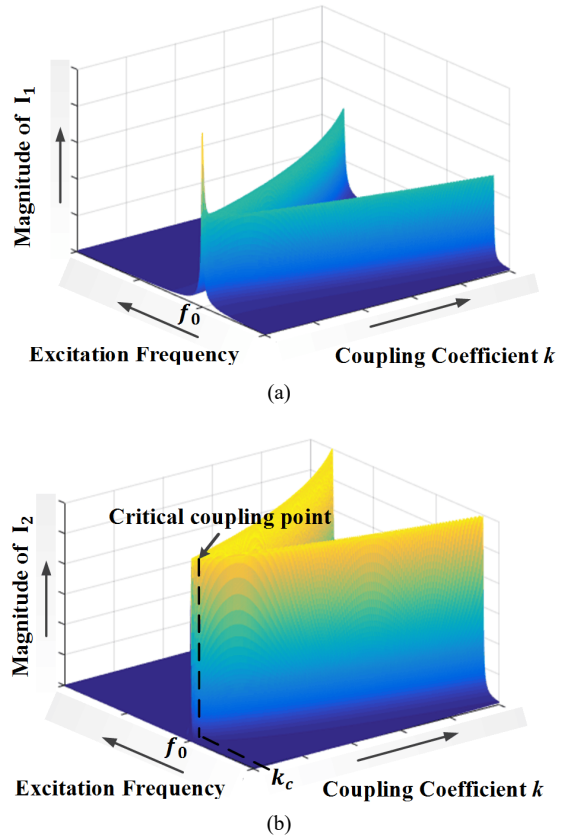 Magnitude of I₁
f₀
Excitation Frequency
Coupling Coefficient k
(a)
Critical coupling point
Magnitude of I₂
f₀
k_c
Excitation Frequency
Coupling Coefficient k
(b)